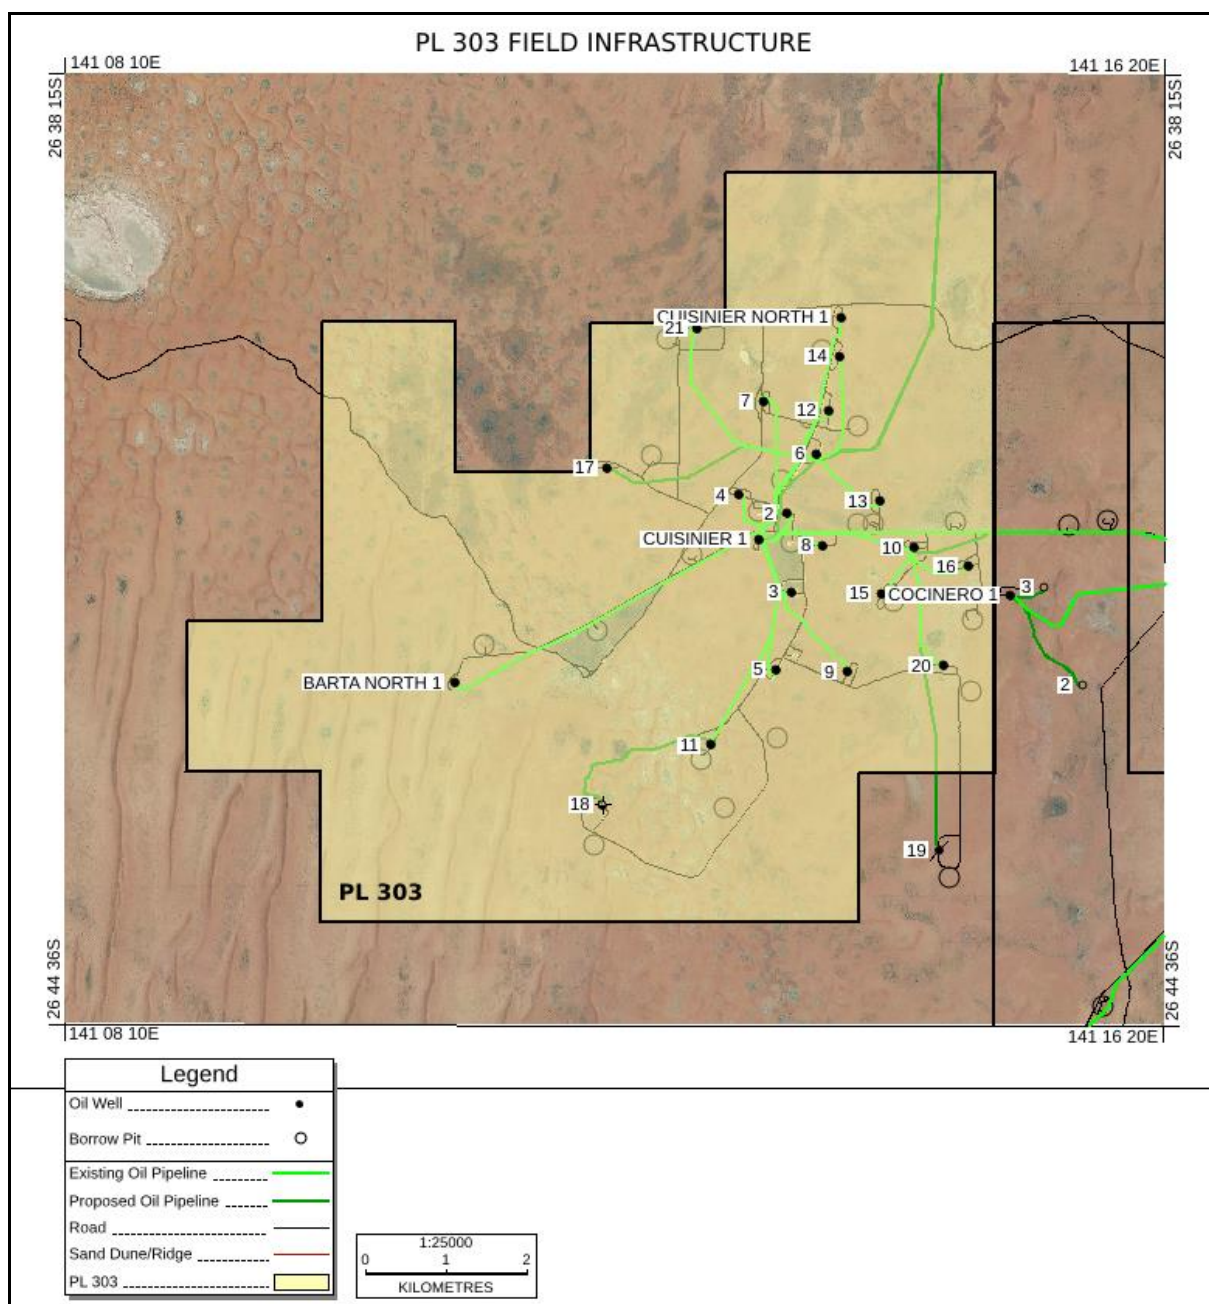 PL 303 FIELD INFRASTRUCTURE
141 08 10E
141 16 20E
26 38 15S
26 38 15S
CUISINIER NORTH 1
21
14
7
12
6
17
4
13
2
CUISINIER 1
8
10
16
3
15
COCINERO 1
3
5
9
20
2
BARTA NORTH 1
11
18
19
PL 303
26 44 36S
26 44 36S
141 08 10E
141 16 20E
Legend
Oil Well
Borrow Pit
Existing Oil Pipeline
Proposed Oil Pipeline
Road
Sand Dune/Ridge
PL 303
1:25000
0 1 2
KILOMETRES